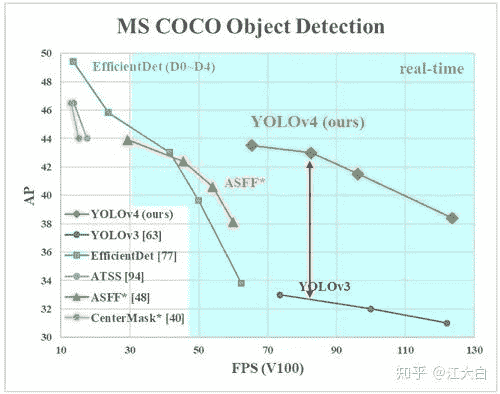 MS COCO Object Detection
50
48
46
44
42
40
38
36
34
32
30
AP
EfficientDet (D0~D4)
real-time
YOLOv4 (ours)
ASFF*
YOLOv3
YOLOv4 (ours)
YOLOv3 [63]
EfficientDet [77]
ATSS [94]
ASFF* [48]
CenterMask* [40]
10
30
50
70
90
110
130
FPS (V100)
知乎 @江大白